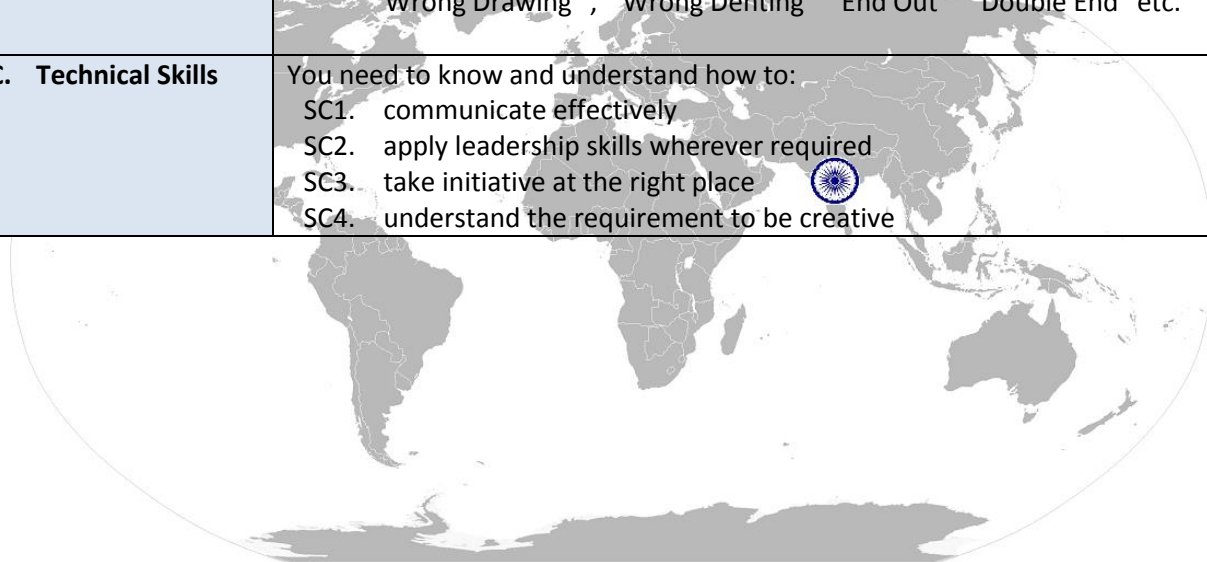 Wrong Drawing , Wrong Denting End Out Double End etc.
C. Technical Skills
You need to know and understand how to:
SC1. communicate effectively
SC2. apply leadership skills wherever required
SC3. take initiative at the right place
SC4. understand the requirement to be creative